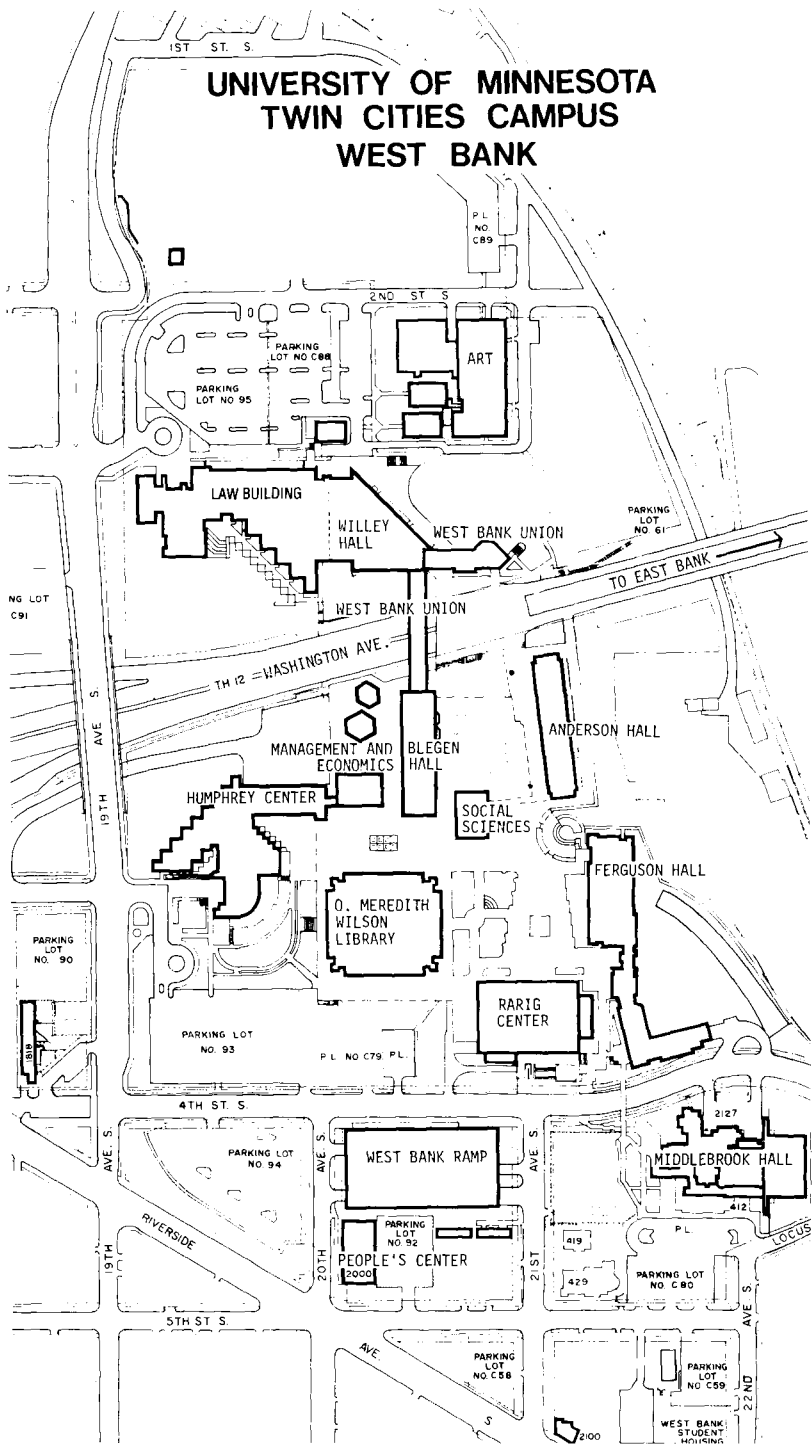 1ST ST. S.
UNIVERSITY OF MINNESOTA
TWIN CITIES CAMPUS
WEST BANK
P L
NO.
C89
2ND ST S
PARKING
LOT NO C88
ART
PARKING
LOT NO 95
LAW BUILDING
WILLEY
HALL
WEST BANK UNION
PARKING
LOT
NO. 61
TO EAST BANK
NG LOT
C91
WEST BANK UNION
TH 12 - WASHINGTON AVE.
19TH AVE S.
ANDERSON HALL
MANAGEMENT AND
ECONOMICS
BLEGEN
HALL
HUMPHREY CENTER
SOCIAL
SCIENCES
FERGUSON HALL
O. MEREDITH
WILSON
LIBRARY
PARKING
LOT
NO. 90
1818
RARIG
CENTER
PARKING LOT
NO. 93
P L NO C79 P L.
4TH ST. S.
2127
PARKING LOT
NO. 94
WEST BANK RAMP
MIDDLEBROOK HALL
412
RIVERSIDE
19TH AVE. S.
20TH AVE. S.
21ST AVE. S.
PARKING
LOT
NO. 92
PEOPLE'S CENTER
2000
419
429
P L.
LOCUS
PARKING LOT
NO. C80
5TH ST S.
22ND AVE S.
AVE.
S
PARKING
LOT
NO. C58
PARKING
LOT
NO C59
2100
WEST BANK
STUDENT
HOUSING